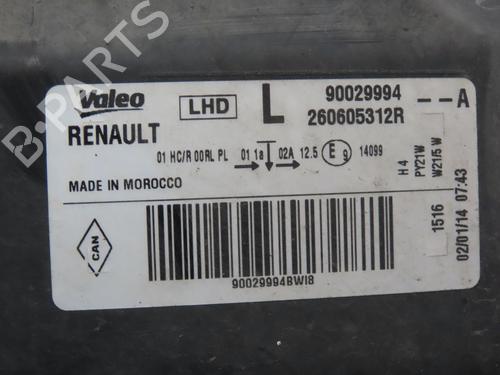 B-PARTS
Valeo
LHD
L
90029994
260605312R
--A
RENAULT
01 HC/R 00RL PL 01 1a 02A 12.5 E9 14099
MADE IN MOROCCO
H4
PY21W
W21/5 W
1516
02/01/14 07:43
CAN
90029994BWI8